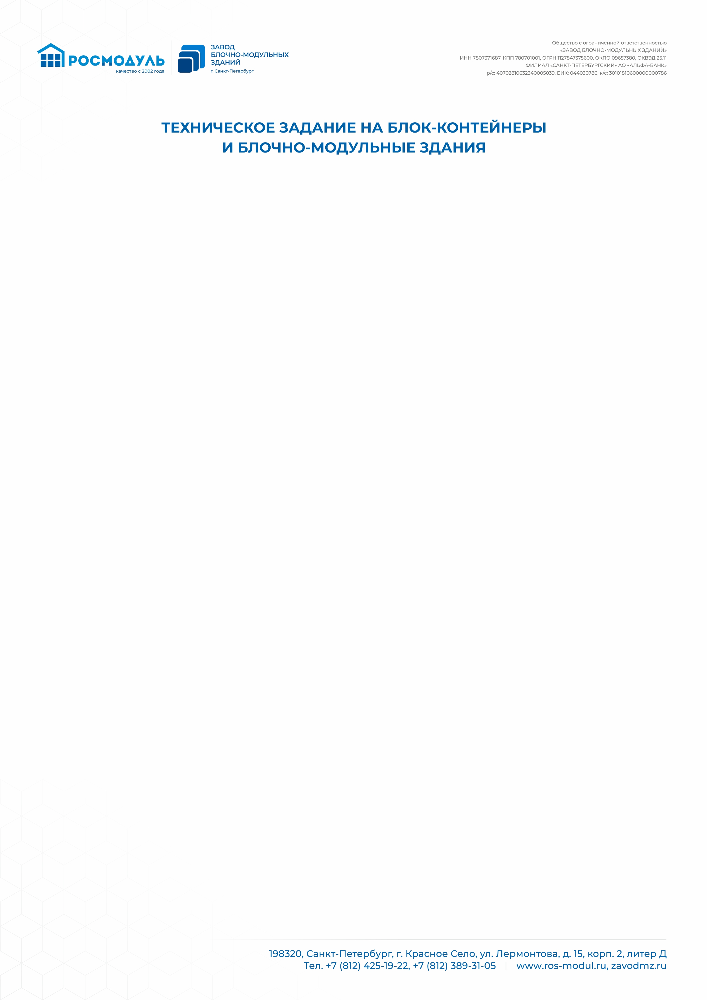 РОСМОДУЛЬ
качество с 2002 года
ЗАВОД
БЛОЧНО-МОДУЛЬНЫХ
ЗДАНИЙ
г. Санкт-Петербург
Общество с ограниченной ответственностью
«ЗАВОД БЛОЧНО-МОДУЛЬНЫХ ЗДАНИЙ»
ИНН 7807371687, КПП 780701001, ОГРН 1127847375600, ОКПО 09657380, ОКВЭД 25.11
ФИЛИАЛ «САНКТ-ПЕТЕРБУРГСКИЙ» АО «АЛЬФА-БАНК»
р/с: 40702810632340005039, БИК: 044030786, к/с: 30101810600000000786
ТЕХНИЧЕСКОЕ ЗАДАНИЕ НА БЛОК-КОНТЕЙНЕРЫ
И БЛОЧНО-МОДУЛЬНЫЕ ЗДАНИЯ
198320, Санкт-Петербург, г. Красное Село, ул. Лермонтова, д. 15, корп. 2, литер Д
Тел. +7 (812) 425-19-22, +7 (812) 389-31-05 | www.ros-modul.ru, zavodmz.ru